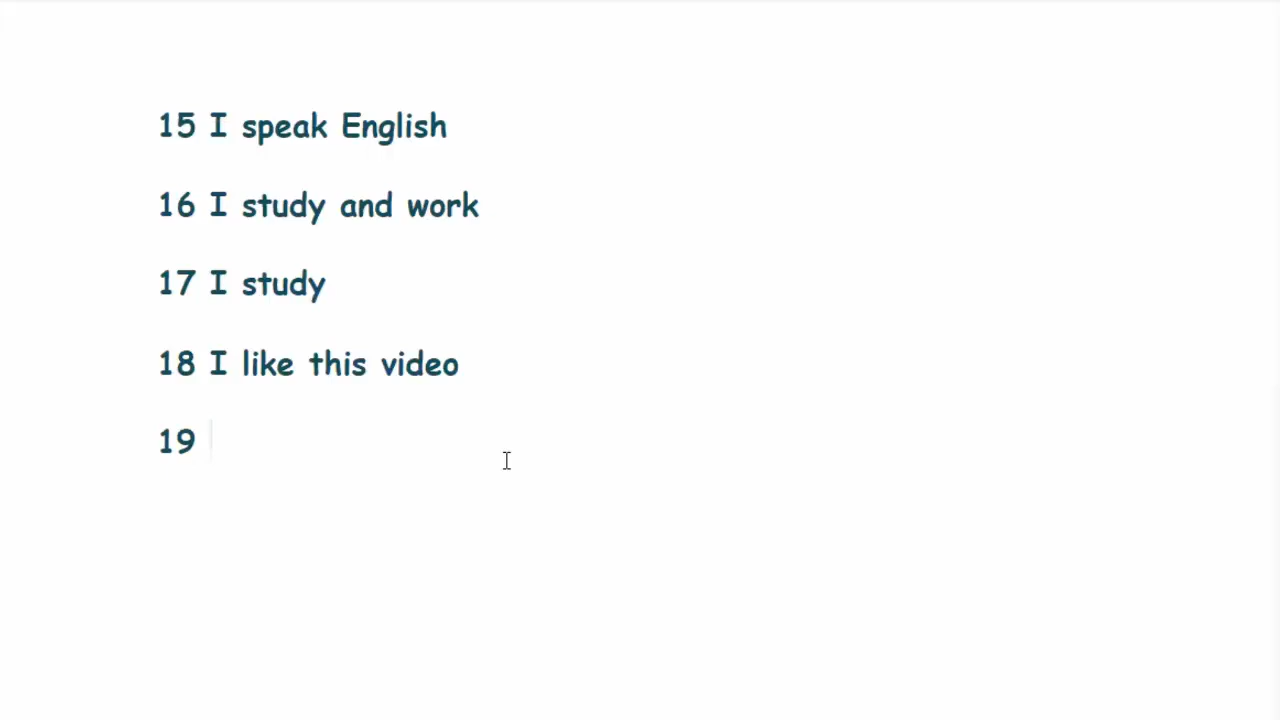 15 I speak English
16 I study and work
17 I study
18 I like this video
19